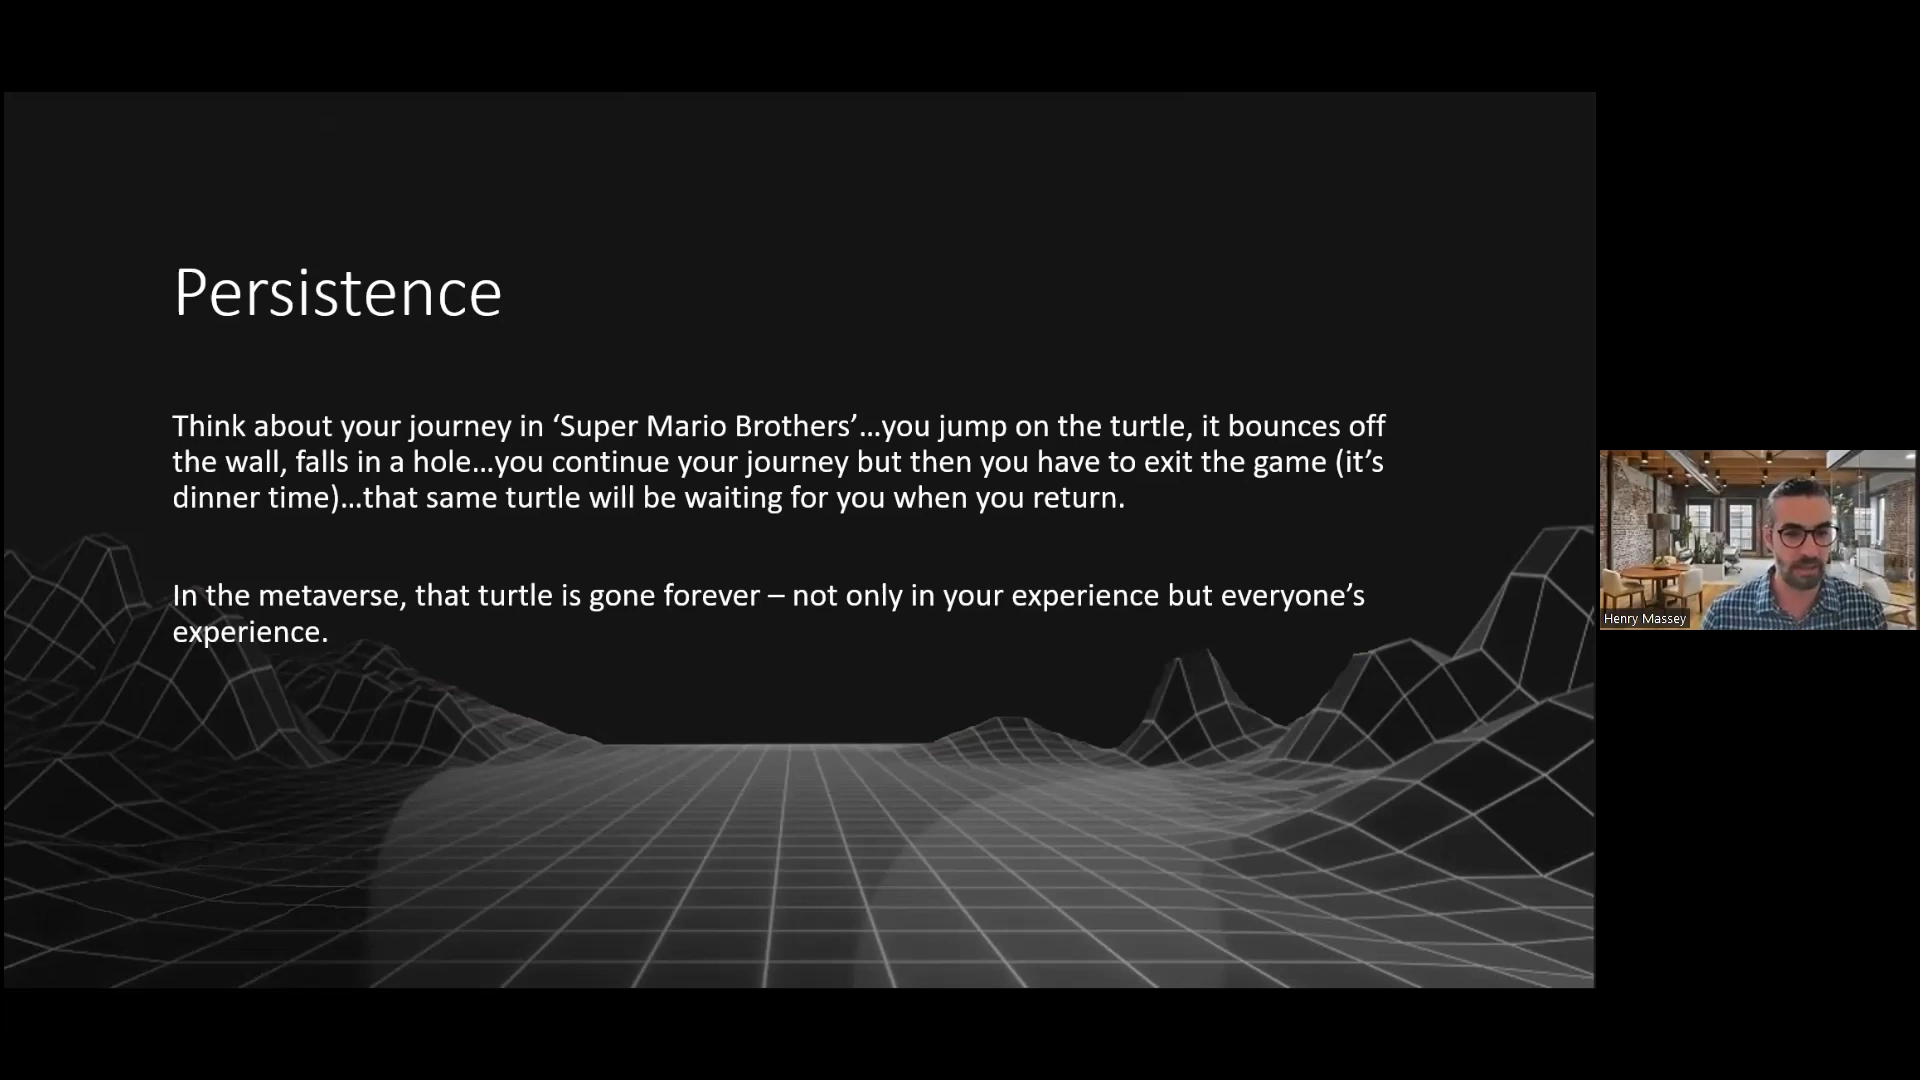 Persistence
Think about your journey in ‘Super Mario Brothers’...you jump on the turtle, it bounces off
the wall, falls in a hole...you continue your journey but then you have to exit the game (it’s
dinner time)...that same turtle will be waiting for you when you return.
In the metaverse, that turtle is gone forever – not only in your experience but everyone’s
experience.
Henry Massey